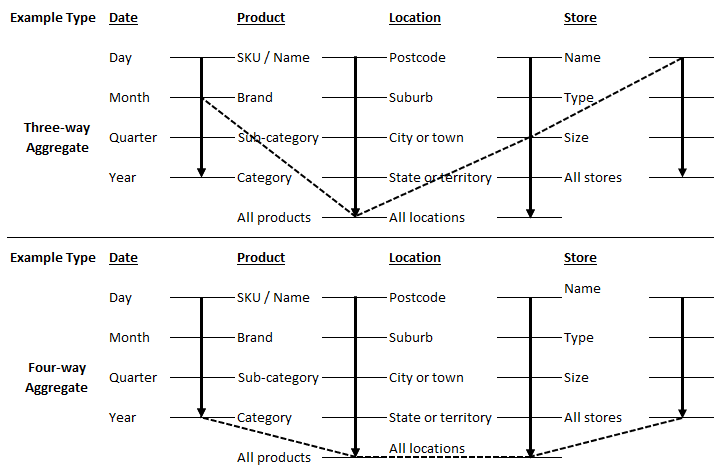 Example Type Date Product Location Store
Day SKU / Name Postcode Name
Month Brand Suburb Type
Three-way Aggregate
Quarter Sub-category City or town Size
Year Category State or territory All stores
All products All locations
Example Type Date Product Location Store
Day SKU / Name Postcode Name
Month Brand Suburb Type
Four-way Aggregate
Quarter Sub-category City or town Size
Year Category State or territory All stores
All products All locations